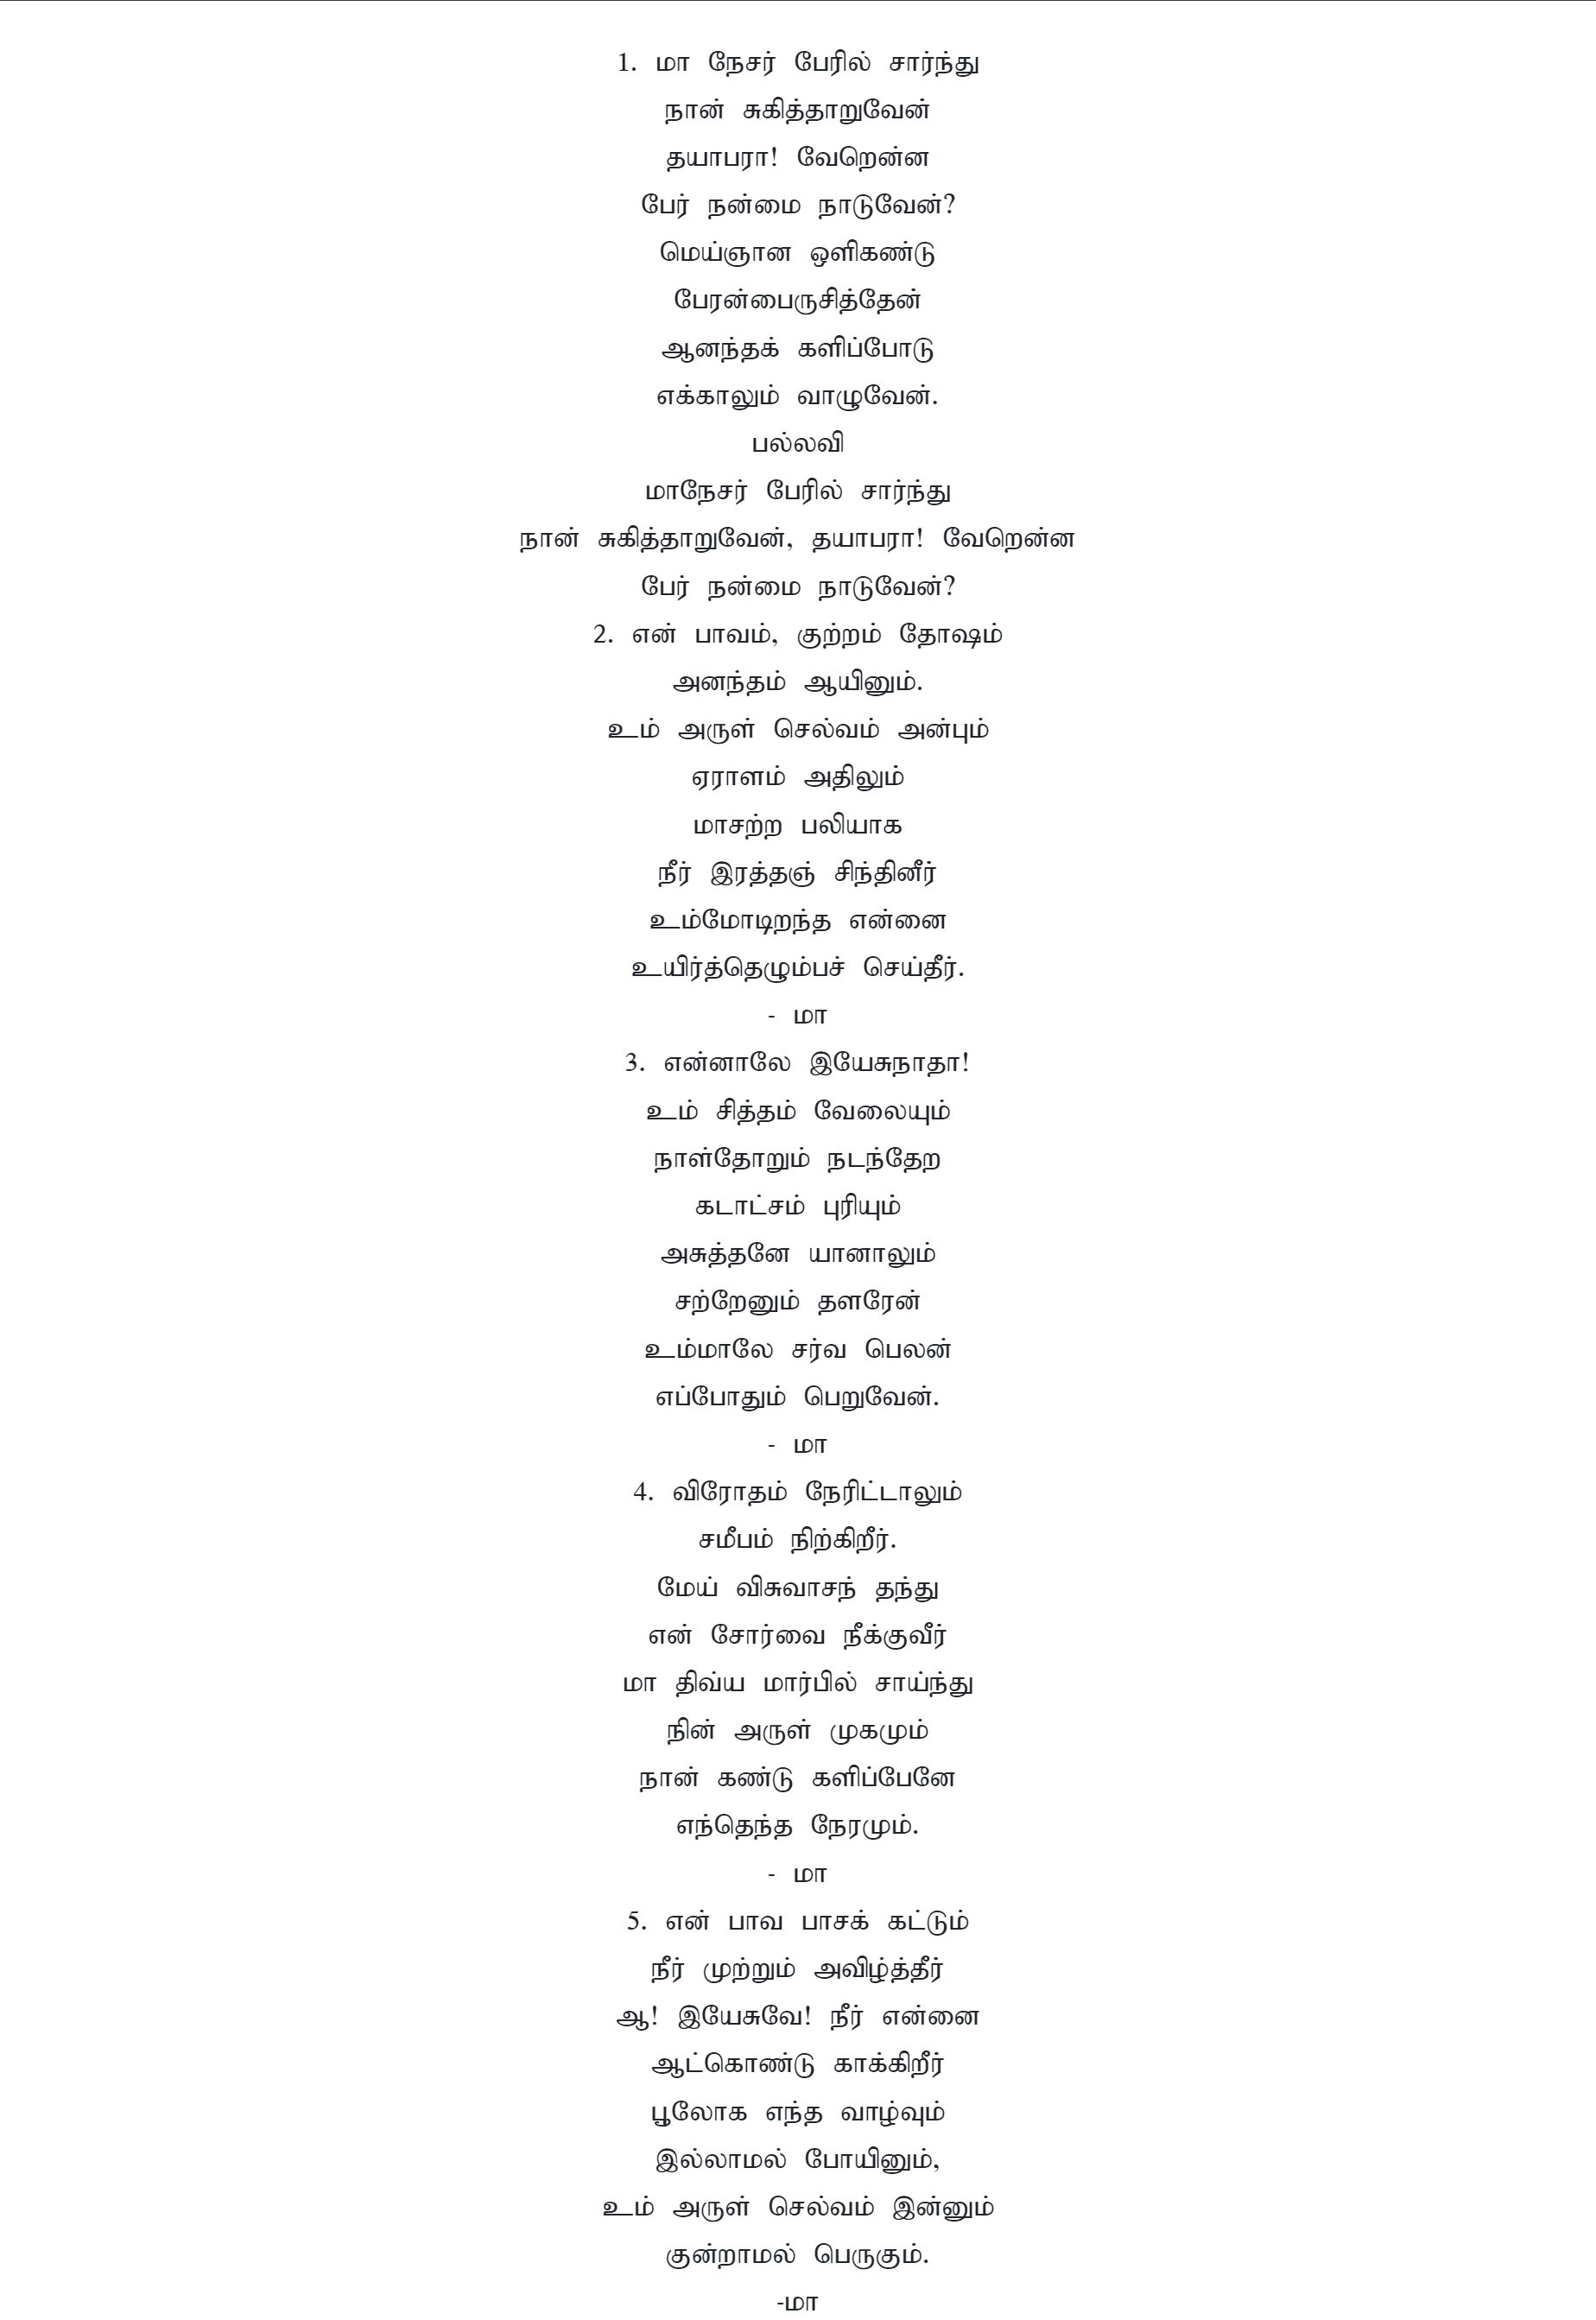 1. மா நேசர் பேரில் சார்ந்து
நான் சுகித்தாறுவேன்
தயாபரா! வேறென்ன
பேர் நன்மை நாடுவேன்?
மெய்ஞான ஒளிகண்டு
பேரன்பைருசித்தேன்
ஆனந்தக் களிப்போடு
எக்காலும் வாழுவேன்.
பல்லவி
மாநேசர் பேரில் சார்ந்து
நான் சுகித்தாறுவேன், தயாபரா! வேறென்ன
பேர் நன்மை நாடுவேன்?
2. என் பாவம், குற்றம் தோஷம்
அனந்தம் ஆயினும்.
உம் அருள் செல்வம் அன்பும்
ஏராளம் அதிலும்
மாசற்ற பலியாக
நீர் இரத்தஞ் சிந்தினீர்
உம்மோடிறந்த என்னை
உயிர்த்தெழும்பச் செய்தீர்.
- மா
3. என்னாலே இயேசுநாதா!
உம் சித்தம் வேலையும்
நாள்தோறும் நடந்தேற
கடாட்சம் புரியும்
அசுத்தனே யானாலும்
சற்றேனும் தளரேன்
உம்மாலே சர்வ பெலன்
எப்போதும் பெறுவேன்.
- மா
4. விரோதம் நேரிட்டாலும்
சமீபம் நிற்கிறீர்.
மேய் விசுவாசந் தந்து
என் சோர்வை நீக்குவீர்
மா திவ்ய மார்பில் சாய்ந்து
நின் அருள் முகமும்
நான் கண்டு களிப்பேனே
எந்தெந்த நேரமும்.
- மா
5. என் பாவ பாசக் கட்டும்
நீர் முற்றும் அவிழ்த்தீர்
ஆ! இயேசுவே! நீர் என்னை
ஆட்கொண்டு காக்கிறீர்
பூலோக எந்த வாழ்வும்
இல்லாமல் போயினும்,
உம் அருள் செல்வம் இன்னும்
குன்றாமல் பெருகும்.
-மா